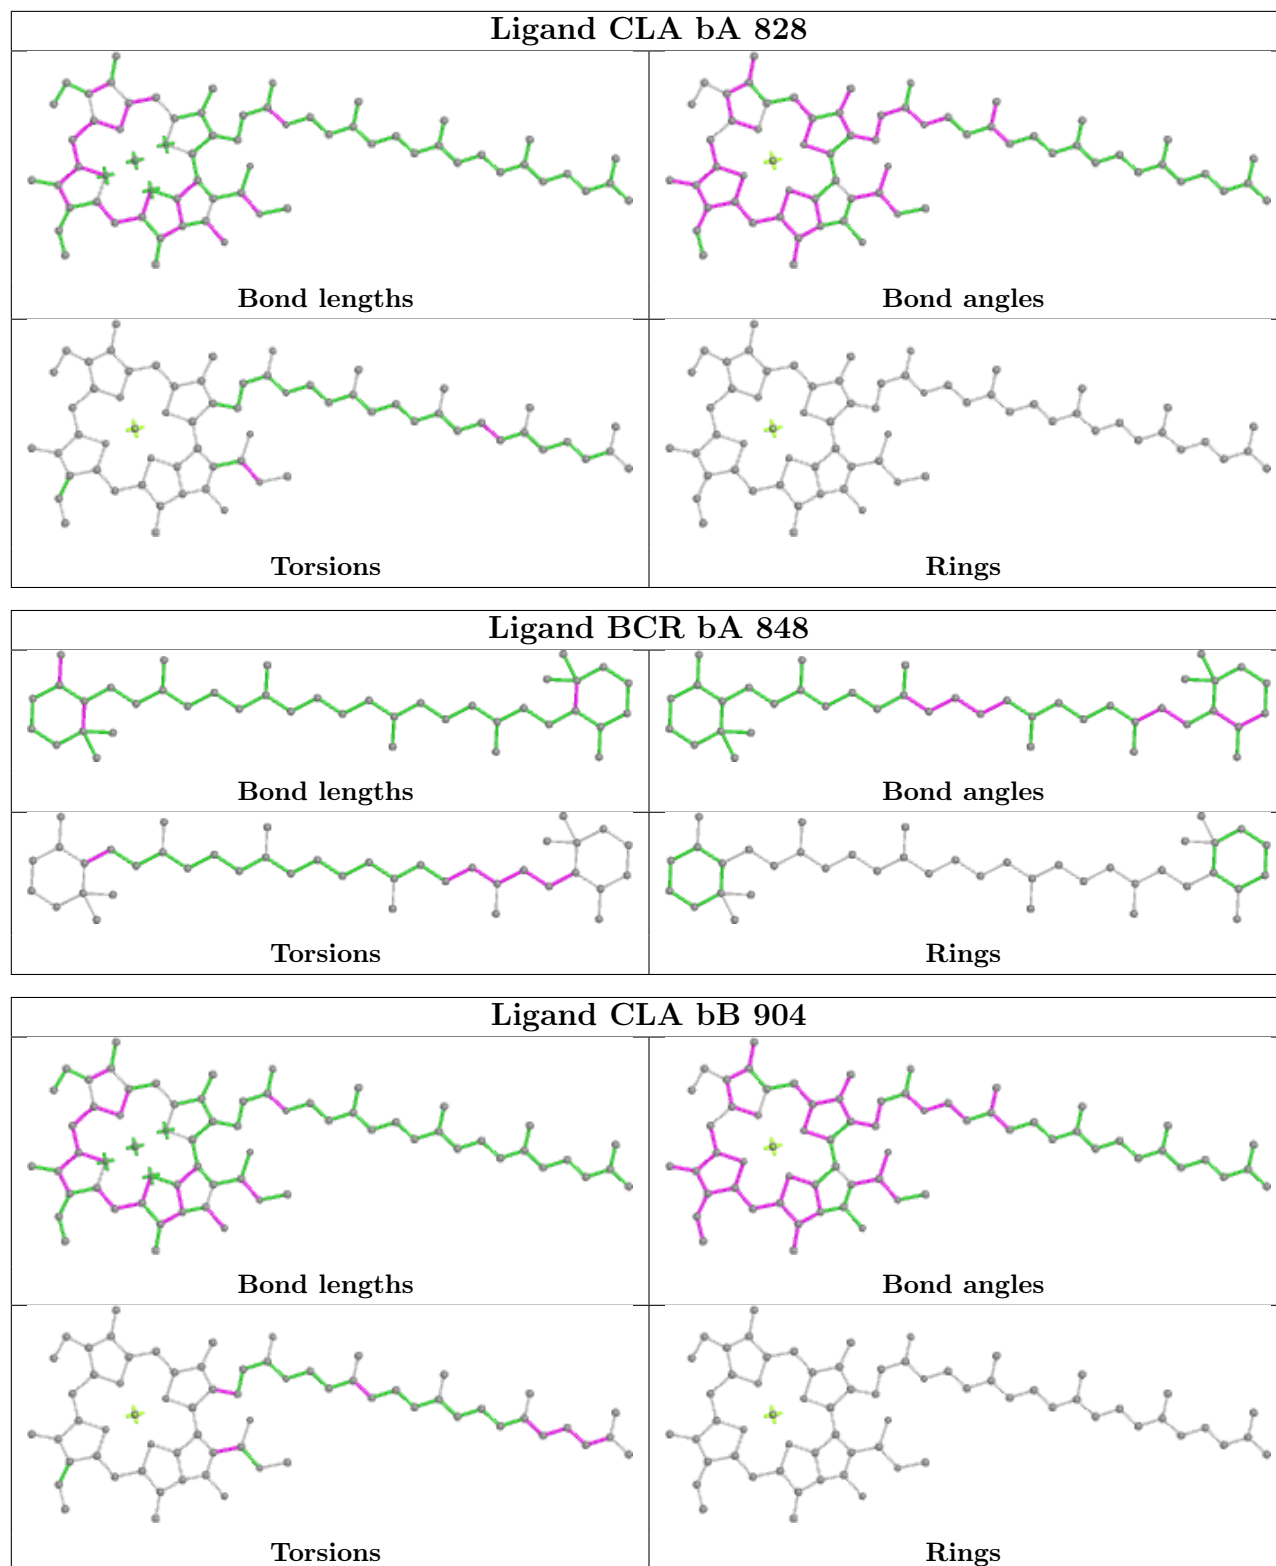 Ligand CLA bA 828
Bond lengths
Bond angles
Torsions
Rings
Ligand BCR bA 848
Bond lengths
Bond angles
Torsions
Rings
Ligand CLA bB 904
Bond lengths
Bond angles
Torsions
Rings